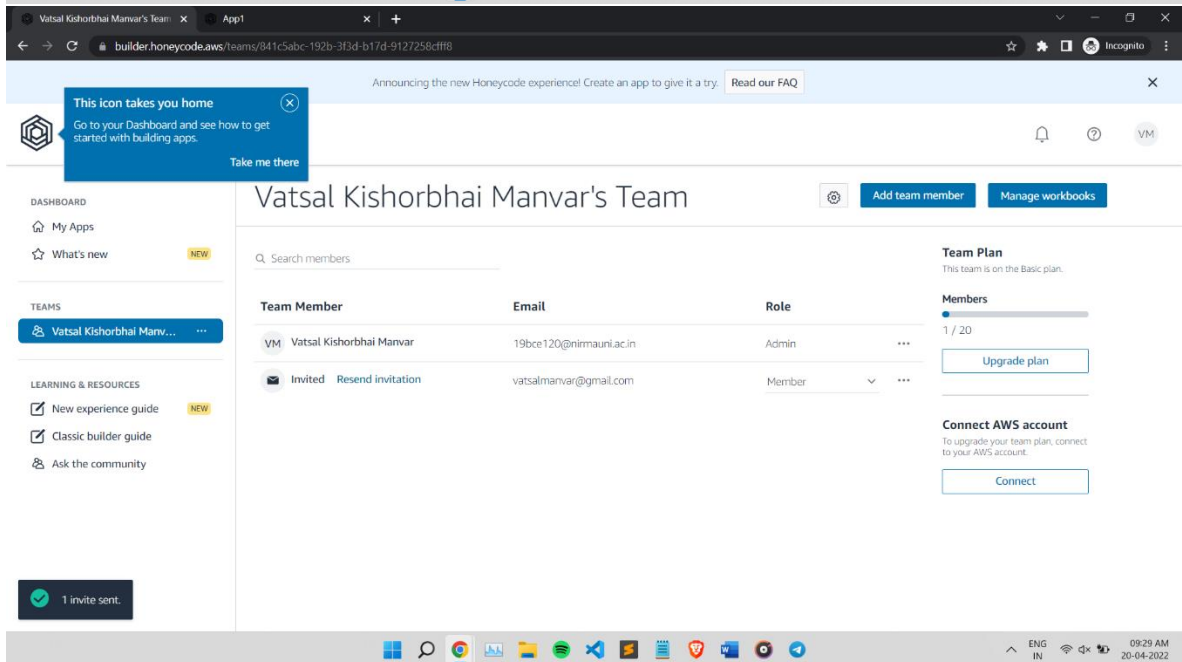 Vatsal Kishorbhai Manvar's Team
App1
Incognito
builder.honeycode.aws/teams/841c5abc-192b-3f3d-b17d-9127258cfff8
Announcing the new Honeycode experience! Create an app to give it a try. Read our FAQ
This icon takes you home
Go to your Dashboard and see how to get
started with building apps.
Take me there
VM
DASHBOARD
My Apps
What's new NEW
TEAMS
Vatsal Kishorbhai Manv... ...
LEARNING & RESOURCES
New experience guide NEW
Classic builder guide
Ask the community
Vatsal Kishorbhai Manvar's Team
Add team member
Manage workbooks
Search members
Team Member Email Role
VM Vatsal Kishorbhai Manvar 19bce120@nirmauni.ac.in Admin ...
Invited Resend invitation vatsalmanvar@gmail.com Member ...
Team Plan
This team is on the Basic plan.
Members
1 / 20
Upgrade plan
Connect AWS account
To upgrade your team plan, connect
to your AWS account.
Connect
1 invite sent.
ENG
IN
09:29 AM
20-04-2022